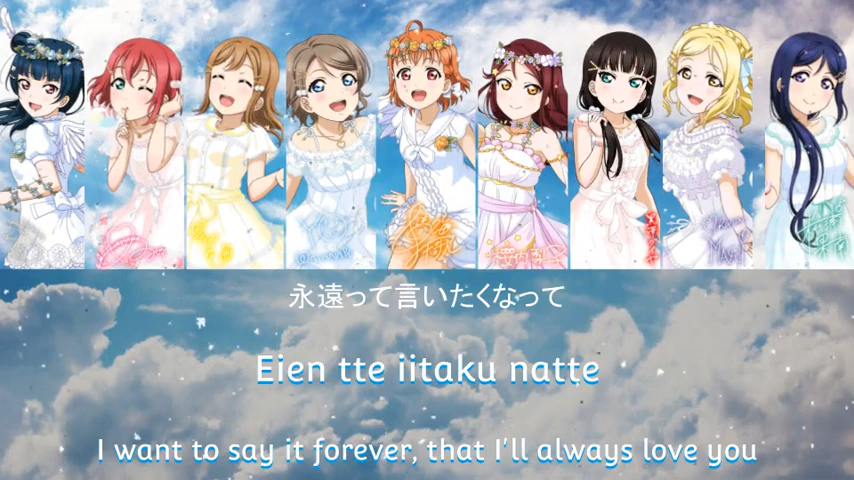 永遠って言いたくなって
Eien tte iitaku natte
I want to say it forever, that I'll always love you